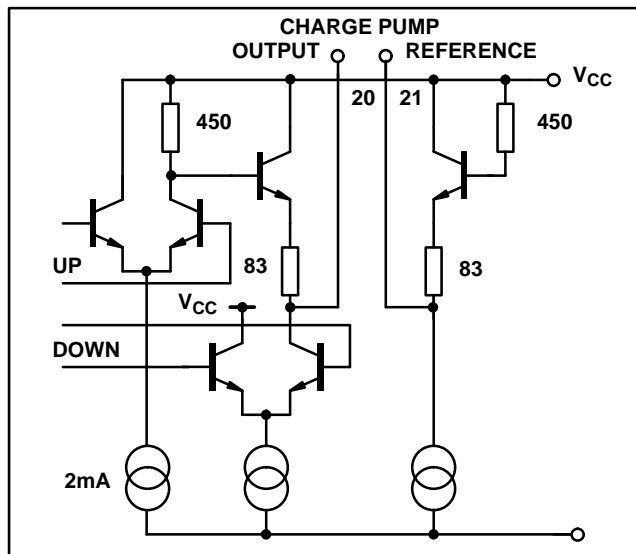 CHARGE PUMP
OUTPUT REFERENCE
20 21
VCC
450
450
UP
83
83
VCC
DOWN
2mA